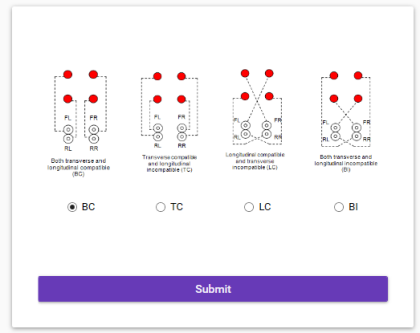 FL FR
RL RR
Both transverse and
longitudinal compatible
(BC)
FL FR
RL RR
Transverse compatible
and longitudinal
incompatible (TC)
FL FR
RL RR
Longitudinal compatible
and transverse
incompatible (LC)
FL FR
RL RR
Both transverse and
longitudinal incompatible
(BI)
BC TC LC BI
Submit